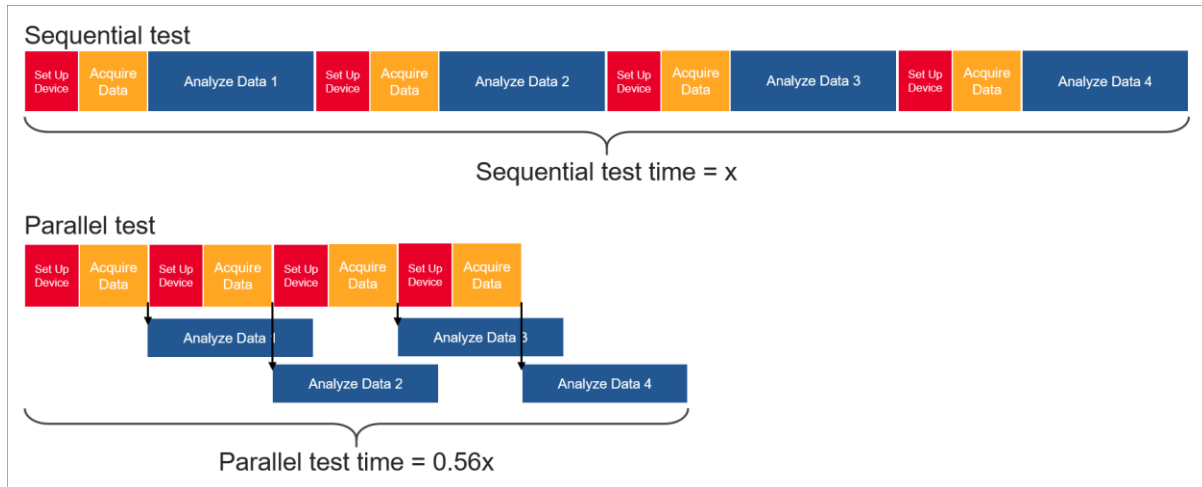 Sequential test
Set Up
Device
Acquire
Data
Analyze Data 1
Set Up
Device
Acquire
Data
Analyze Data 2
Set Up
Device
Acquire
Data
Analyze Data 3
Set Up
Device
Acquire
Data
Analyze Data 4
Sequential test time = x
Parallel test
Set Up
Device
Acquire
Data
Set Up
Device
Acquire
Data
Set Up
Device
Acquire
Data
Set Up
Device
Acquire
Data
Analyze Data 1
Analyze Data 3
Analyze Data 2
Analyze Data 4
Parallel test time = 0.56x